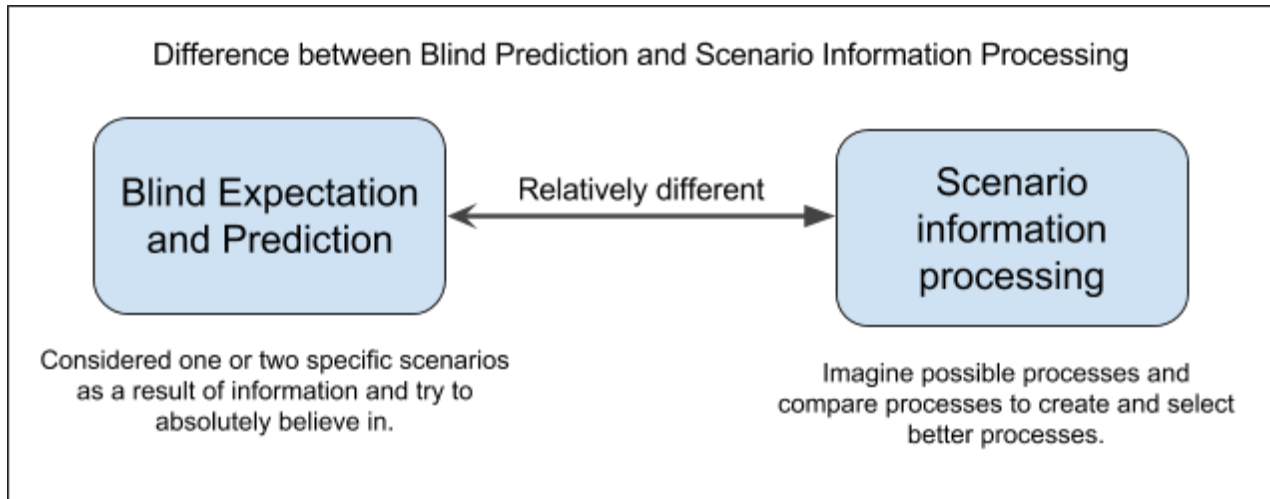 Difference between Blind Prediction and Scenario Information Processing
Blind Expectation
and Prediction
Relatively different
Scenario
information
processing
Considered one or two specific scenarios
as a result of information and try to
absolutely believe in.
Imagine possible processes and
compare processes to create and select
better processes.